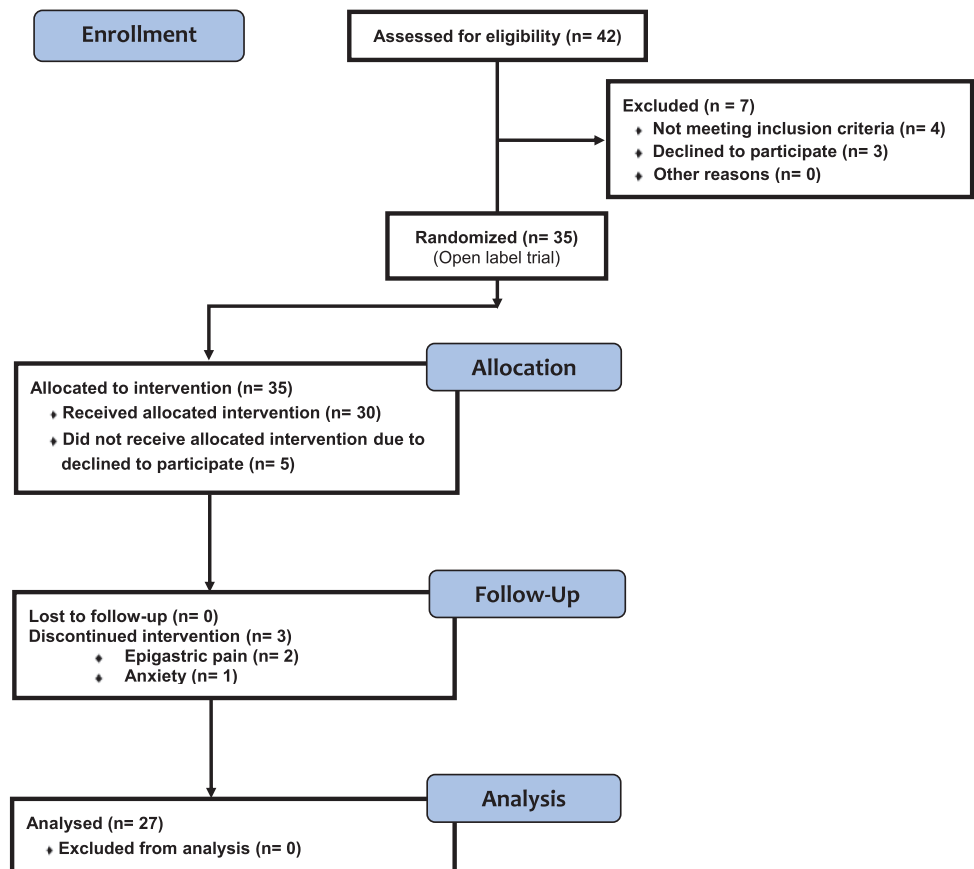 Enrollment
Assessed for eligibility (n= 42)
Excluded (n = 7)
♦ Not meeting inclusion criteria (n= 4)
♦ Declined to participate (n= 3)
♦ Other reasons (n= 0)
Randomized (n= 35)
(Open label trial)
Allocation
Allocated to intervention (n= 35)
♦ Received allocated intervention (n= 30)
♦ Did not receive allocated intervention due to
declined to participate (n= 5)
Follow-Up
Lost to follow-up (n= 0)
Discontinued intervention (n= 3)
♦ Epigastric pain (n= 2)
♦ Anxiety (n= 1)
Analysis
Analysed (n= 27)
♦ Excluded from analysis (n= 0)